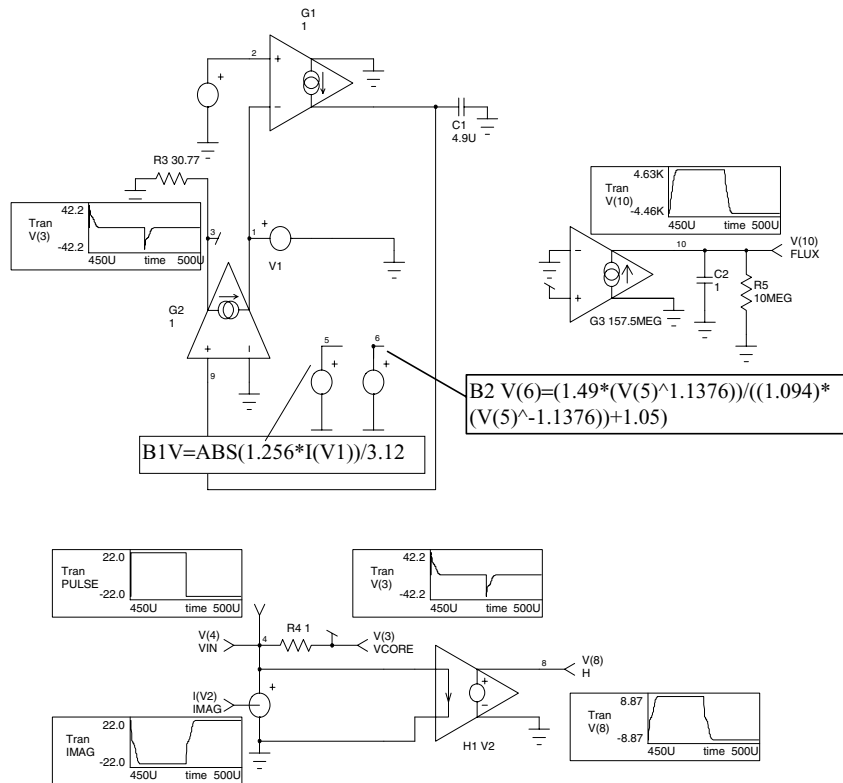 G1
1
2
C1
4.9U
R3 30.77
42.2
Tran
V(3)
-42.2
450U time 500U
3
1
V1
G2
1
9
5
6
4.63K
Tran
V(10)
-4.46K
450U time 500U
10
V(10)
FLUX
C2
1
R5
10MEG
G3 157.5MEG
B2 V(6)=(1.49*(V(5)^1.1376))/((1.094)*
(V(5)^-1.1376))+1.05)
B1V=ABS(1.256*I(V1))/3.12
22.0
Tran
PULSE
-22.0
450U time 500U
42.2
Tran
V(3)
-42.2
450U time 500U
V(4)
VIN
4
R4 1
V(3)
VCORE
8
V(8)
H
I(V2)
IMAG
H1 V2
22.0
Tran
IMAG
-22.0
450U time 500U
8.87
Tran
V(8)
-8.87
450U time 500U